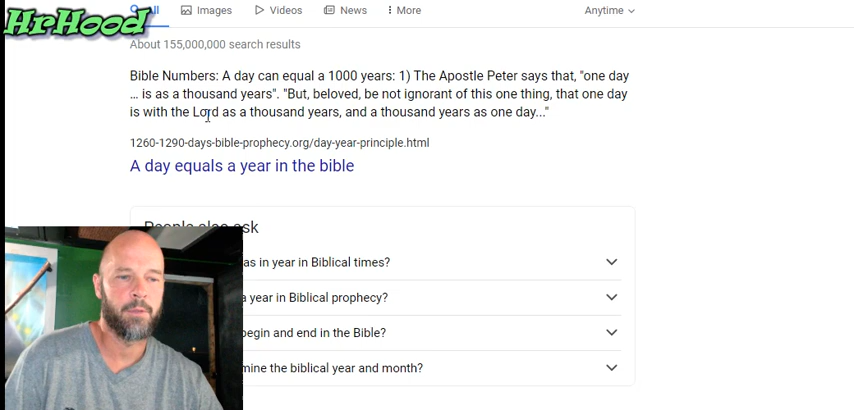 HrHood
All
Images
Videos
News
More
Anytime
About 155,000,000 search results
Bible Numbers: A day can equal a 1000 years: 1) The Apostle Peter says that, "one day
... is as a thousand years". "But, beloved, be not ignorant of this one thing, that one day
is with the Lord as a thousand years, and a thousand years as one day..."
1260-1290-days-bible-prophecy.org/day-year-principle.html
A day equals a year in the bible
People also ask
as in year in Biblical times?
a year in Biblical prophecy?
begin and end in the Bible?
mine the biblical year and month?